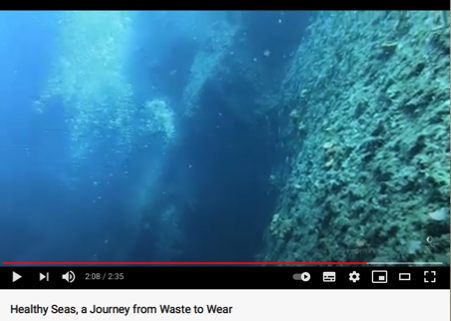 2:08 / 2:35
Healthy Seas, a Journey from Waste to Wear